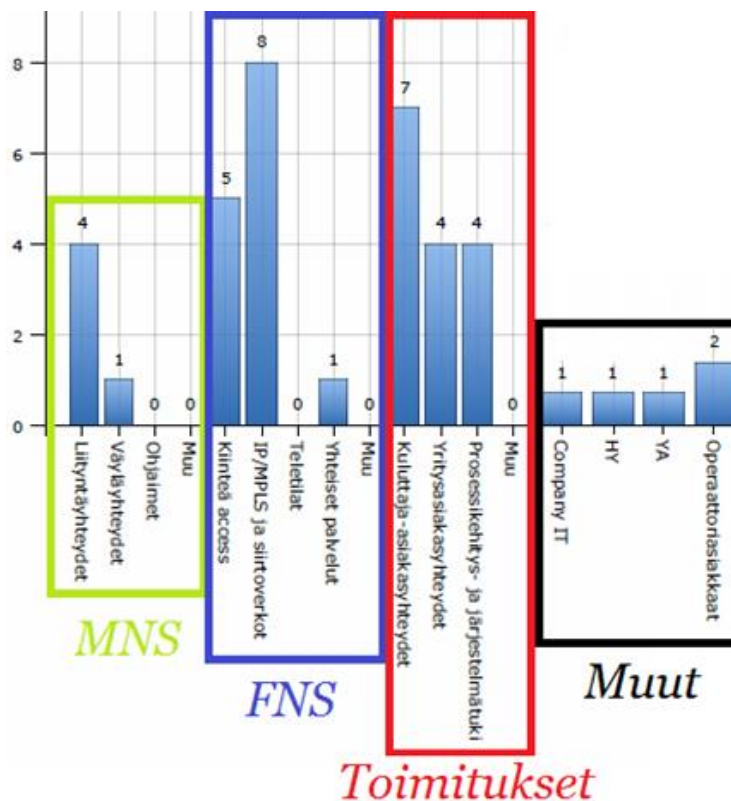 8
6
4
2
0
4
1
0
0
5
8
0
1
0
7
4
4
0
1
1
1
2
Liityntäyhteydet
Väyläyhteydet
Ohjaimet
Muu
Kiinteä access
IP/MPLS ja siirtoverkot
Teletilat
Yhteiset palvelut
Muu
Kuluttaja-asiakasyhteydet
Yritysasiakasyhteydet
Prosessikehitys- ja järjestelmätuki
Muu
Company IT
HY
YA
Operaattoriasiakkaat
MNS
FNS
Toimitukset
Muut